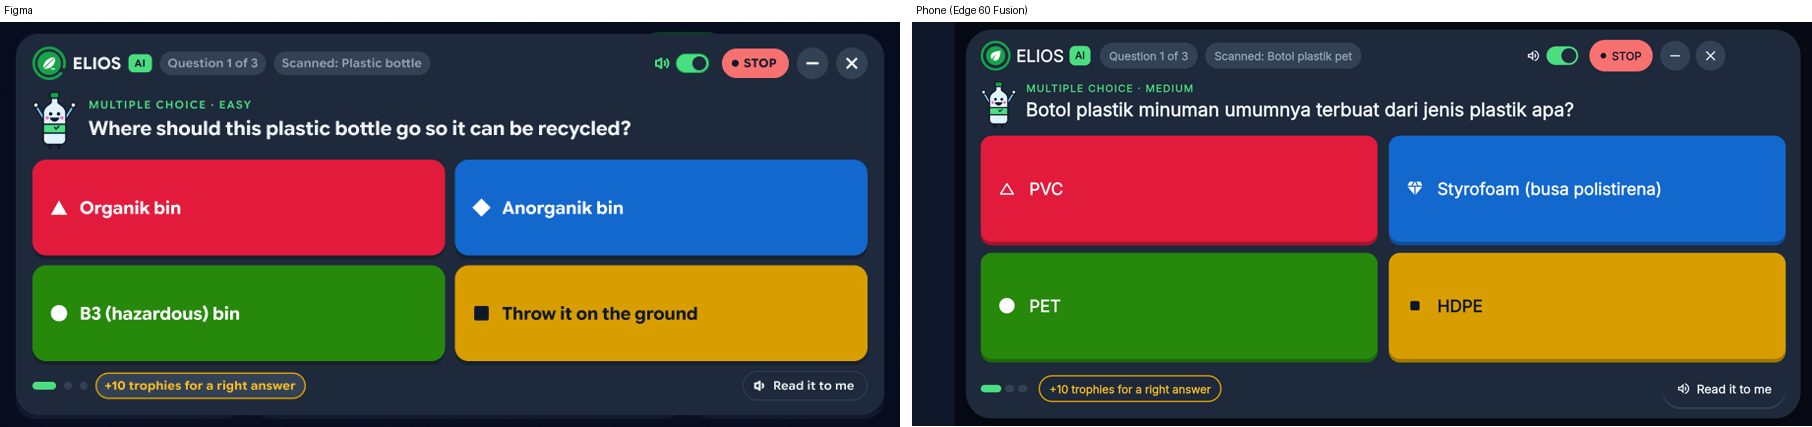 Figma
ELIOS AI Question 1 of 3 Scanned: Plastic bottle STOP
MULTIPLE CHOICE · EASY
Where should this plastic bottle go so it can be recycled?
Organik bin
Anorganik bin
B3 (hazardous) bin
Throw it on the ground
+10 trophies for a right answer
Read it to me
Phone (Edge 60 Fusion)
ELIOS AI Question 1 of 3 Scanned: Botol plastik pet STOP
MULTIPLE CHOICE · MEDIUM
Botol plastik minuman umumnya terbuat dari jenis plastik apa?
PVC
Styrofoam (busa polistirena)
PET
HDPE
+10 trophies for a right answer
Read it to me